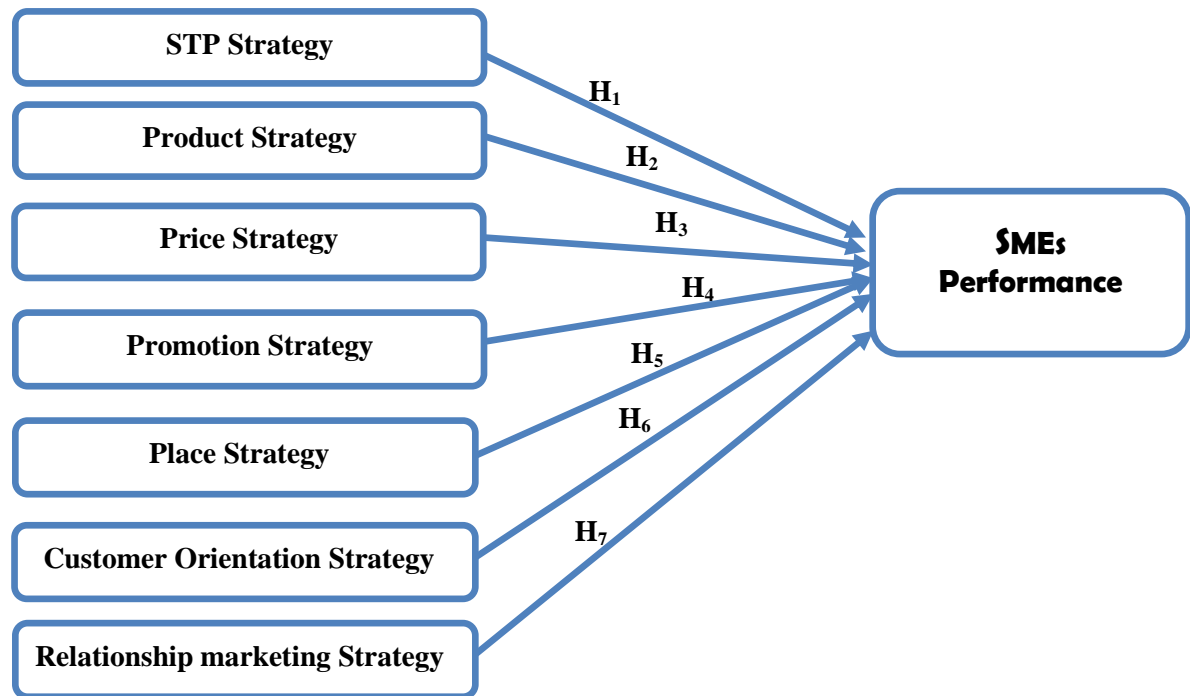 STP Strategy
H₁
Product Strategy
H₂
Price Strategy
H₃
SMEs
Performance
Promotion Strategy
H₄
Place Strategy
H₅
Customer Orientation Strategy
H₆
Relationship marketing Strategy
H₇